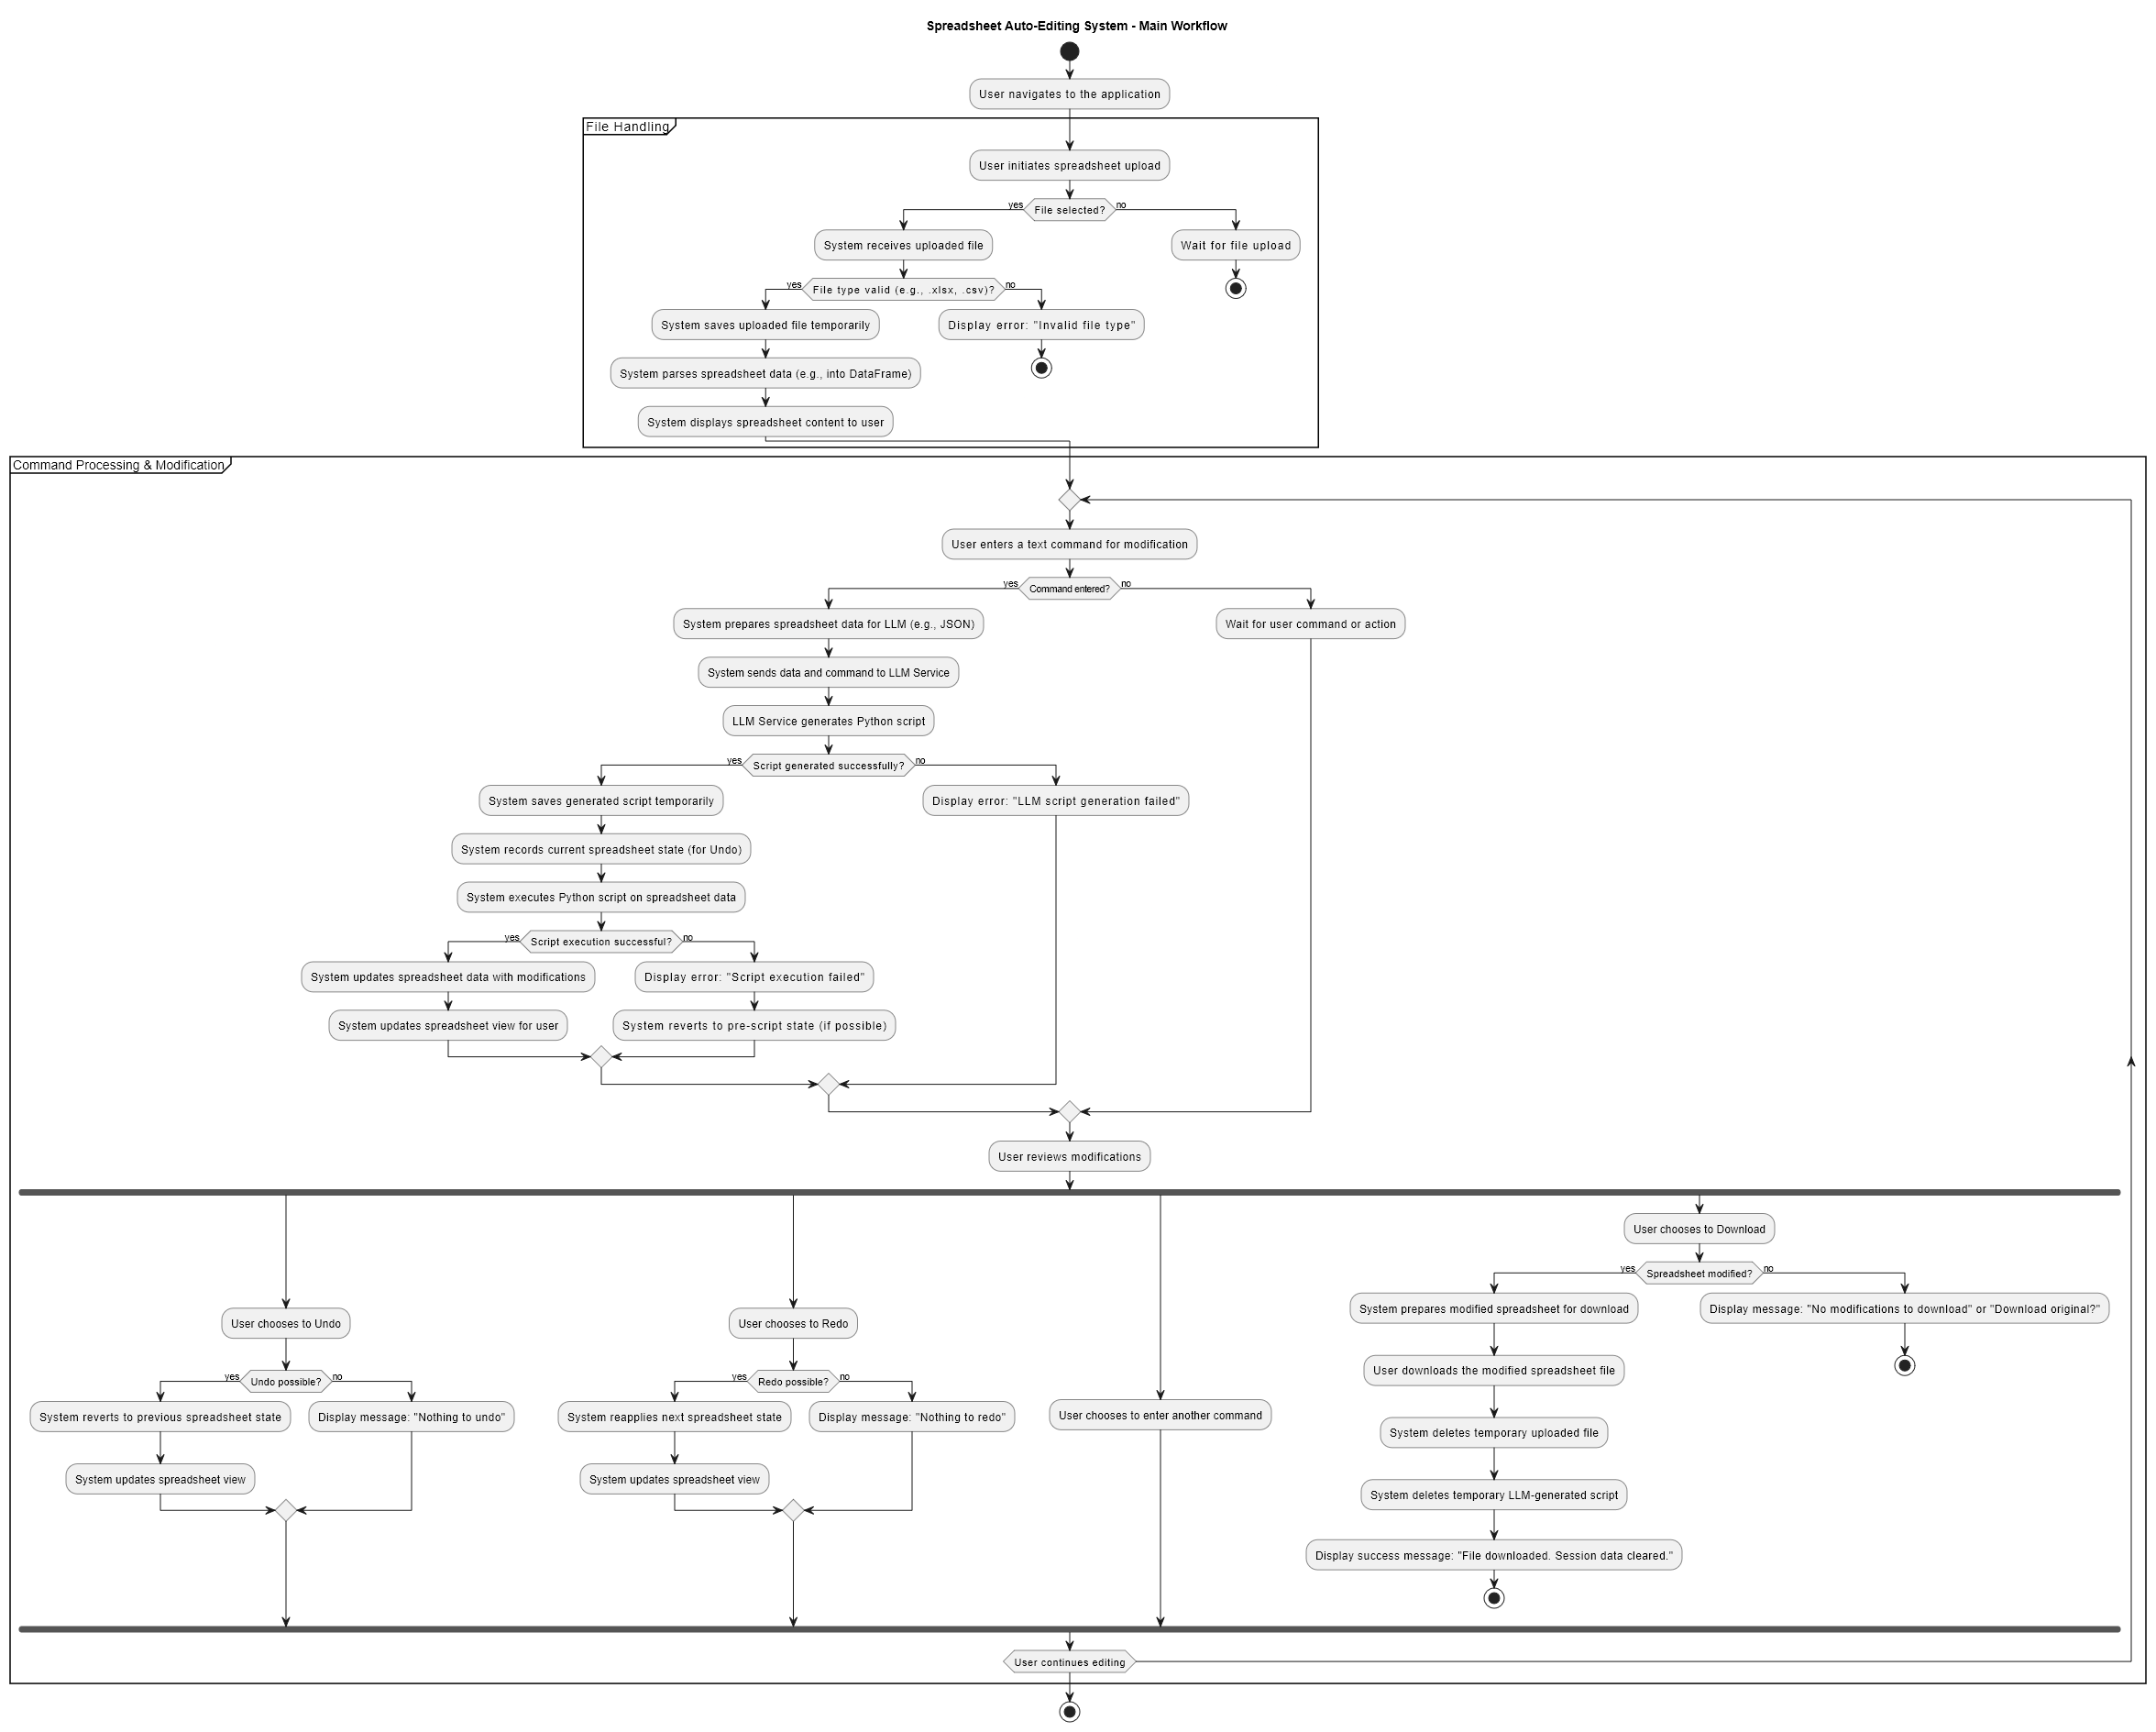 Spreadsheet Auto-Editing System - Main Workflow
User navigates to the application
File Handling
User initiates spreadsheet upload
yes
File selected?
no
System receives uploaded file
Wait for file upload
yes
File type valid (e.g., .xlsx, .csv)?
no
System saves uploaded file temporarily
Display error: "Invalid file type"
System parses spreadsheet data (e.g., into DataFrame)
System displays spreadsheet content to user
Command Processing & Modification
User enters a text command for modification
yes
Command entered?
no
System prepares spreadsheet data for LLM (e.g., JSON)
Wait for user command or action
System sends data and command to LLM Service
LLM Service generates Python script
yes
Script generated successfully?
no
System saves generated script temporarily
Display error: "LLM script generation failed"
System records current spreadsheet state (for Undo)
System executes Python script on spreadsheet data
yes
Script execution successful?
no
System updates spreadsheet data with modifications
Display error: "Script execution failed"
System updates spreadsheet view for user
System reverts to pre-script state (if possible)
User reviews modifications
User chooses to Download
yes
Spreadsheet modified?
no
System prepares modified spreadsheet for download
Display message: "No modifications to download" or "Download original?"
User chooses to Undo
User chooses to Redo
User downloads the modified spreadsheet file
yes
Undo possible?
no
yes
Redo possible?
no
System reverts to previous spreadsheet state
Display message: "Nothing to undo"
System reapplies next spreadsheet state
Display message: "Nothing to redo"
User chooses to enter another command
System deletes temporary uploaded file
System updates spreadsheet view
System updates spreadsheet view
System deletes temporary LLM-generated script
Display success message: "File downloaded. Session data cleared."
User continues editing